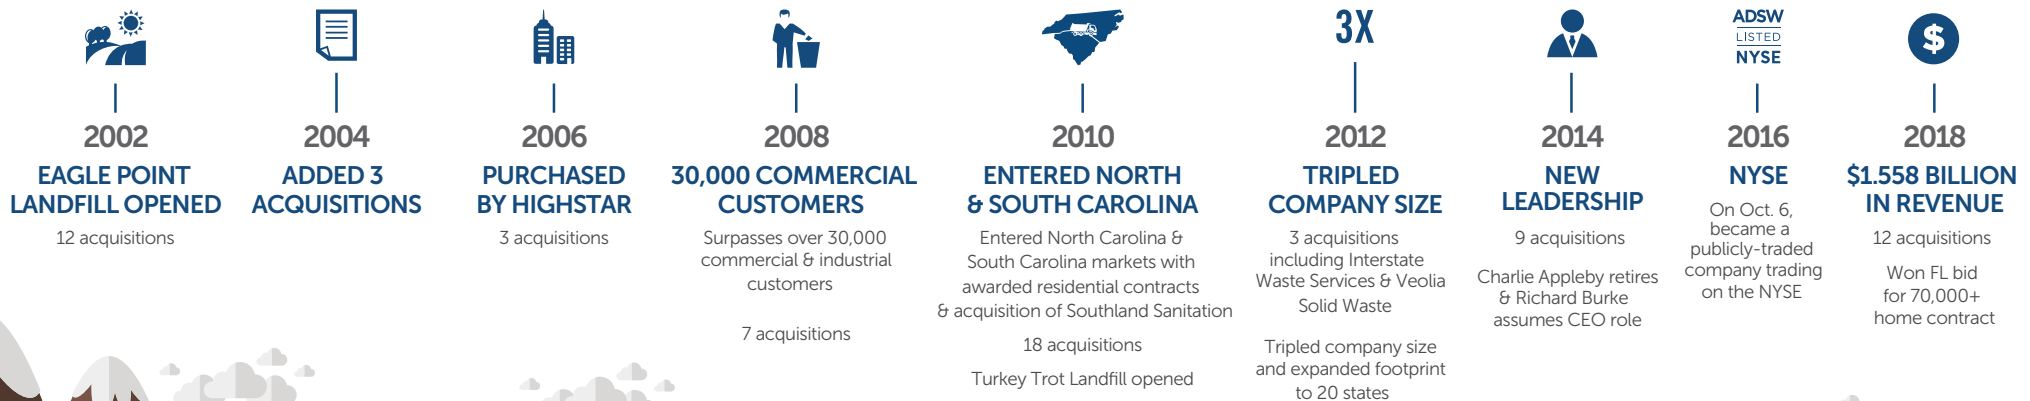 2002
EAGLE POINT
LANDFILL OPENED
12 acquisitions
2004
ADDED 3
ACQUISITIONS
2006
PURCHASED
BY HIGHSTAR
3 acquisitions
2008
30,000 COMMERCIAL
CUSTOMERS
Surpasses over 30,000
commercial & industrial
customers
7 acquisitions
2010
ENTERED NORTH
& SOUTH CAROLINA
Entered North Carolina &
South Carolina markets with
awarded residential contracts
& acquisition of Southland Sanitation
18 acquisitions
Turkey Trot Landfill opened
3X
2012
TRIPLED
COMPANY SIZE
3 acquisitions
including Interstate
Waste Services & Veolia
Solid Waste
Tripled company size
and expanded footprint
to 20 states
2014
NEW
LEADERSHIP
9 acquisitions
Charlie Appleby retires
& Richard Burke
assumes CEO role
ADSW
LISTED
NYSE
2016
NYSE
On Oct. 6,
became a
publicly-traded
company trading
on the NYSE
$
2018
$1.558 BILLION
IN REVENUE
12 acquisitions
Won FL bid
for 70,000+
home contract